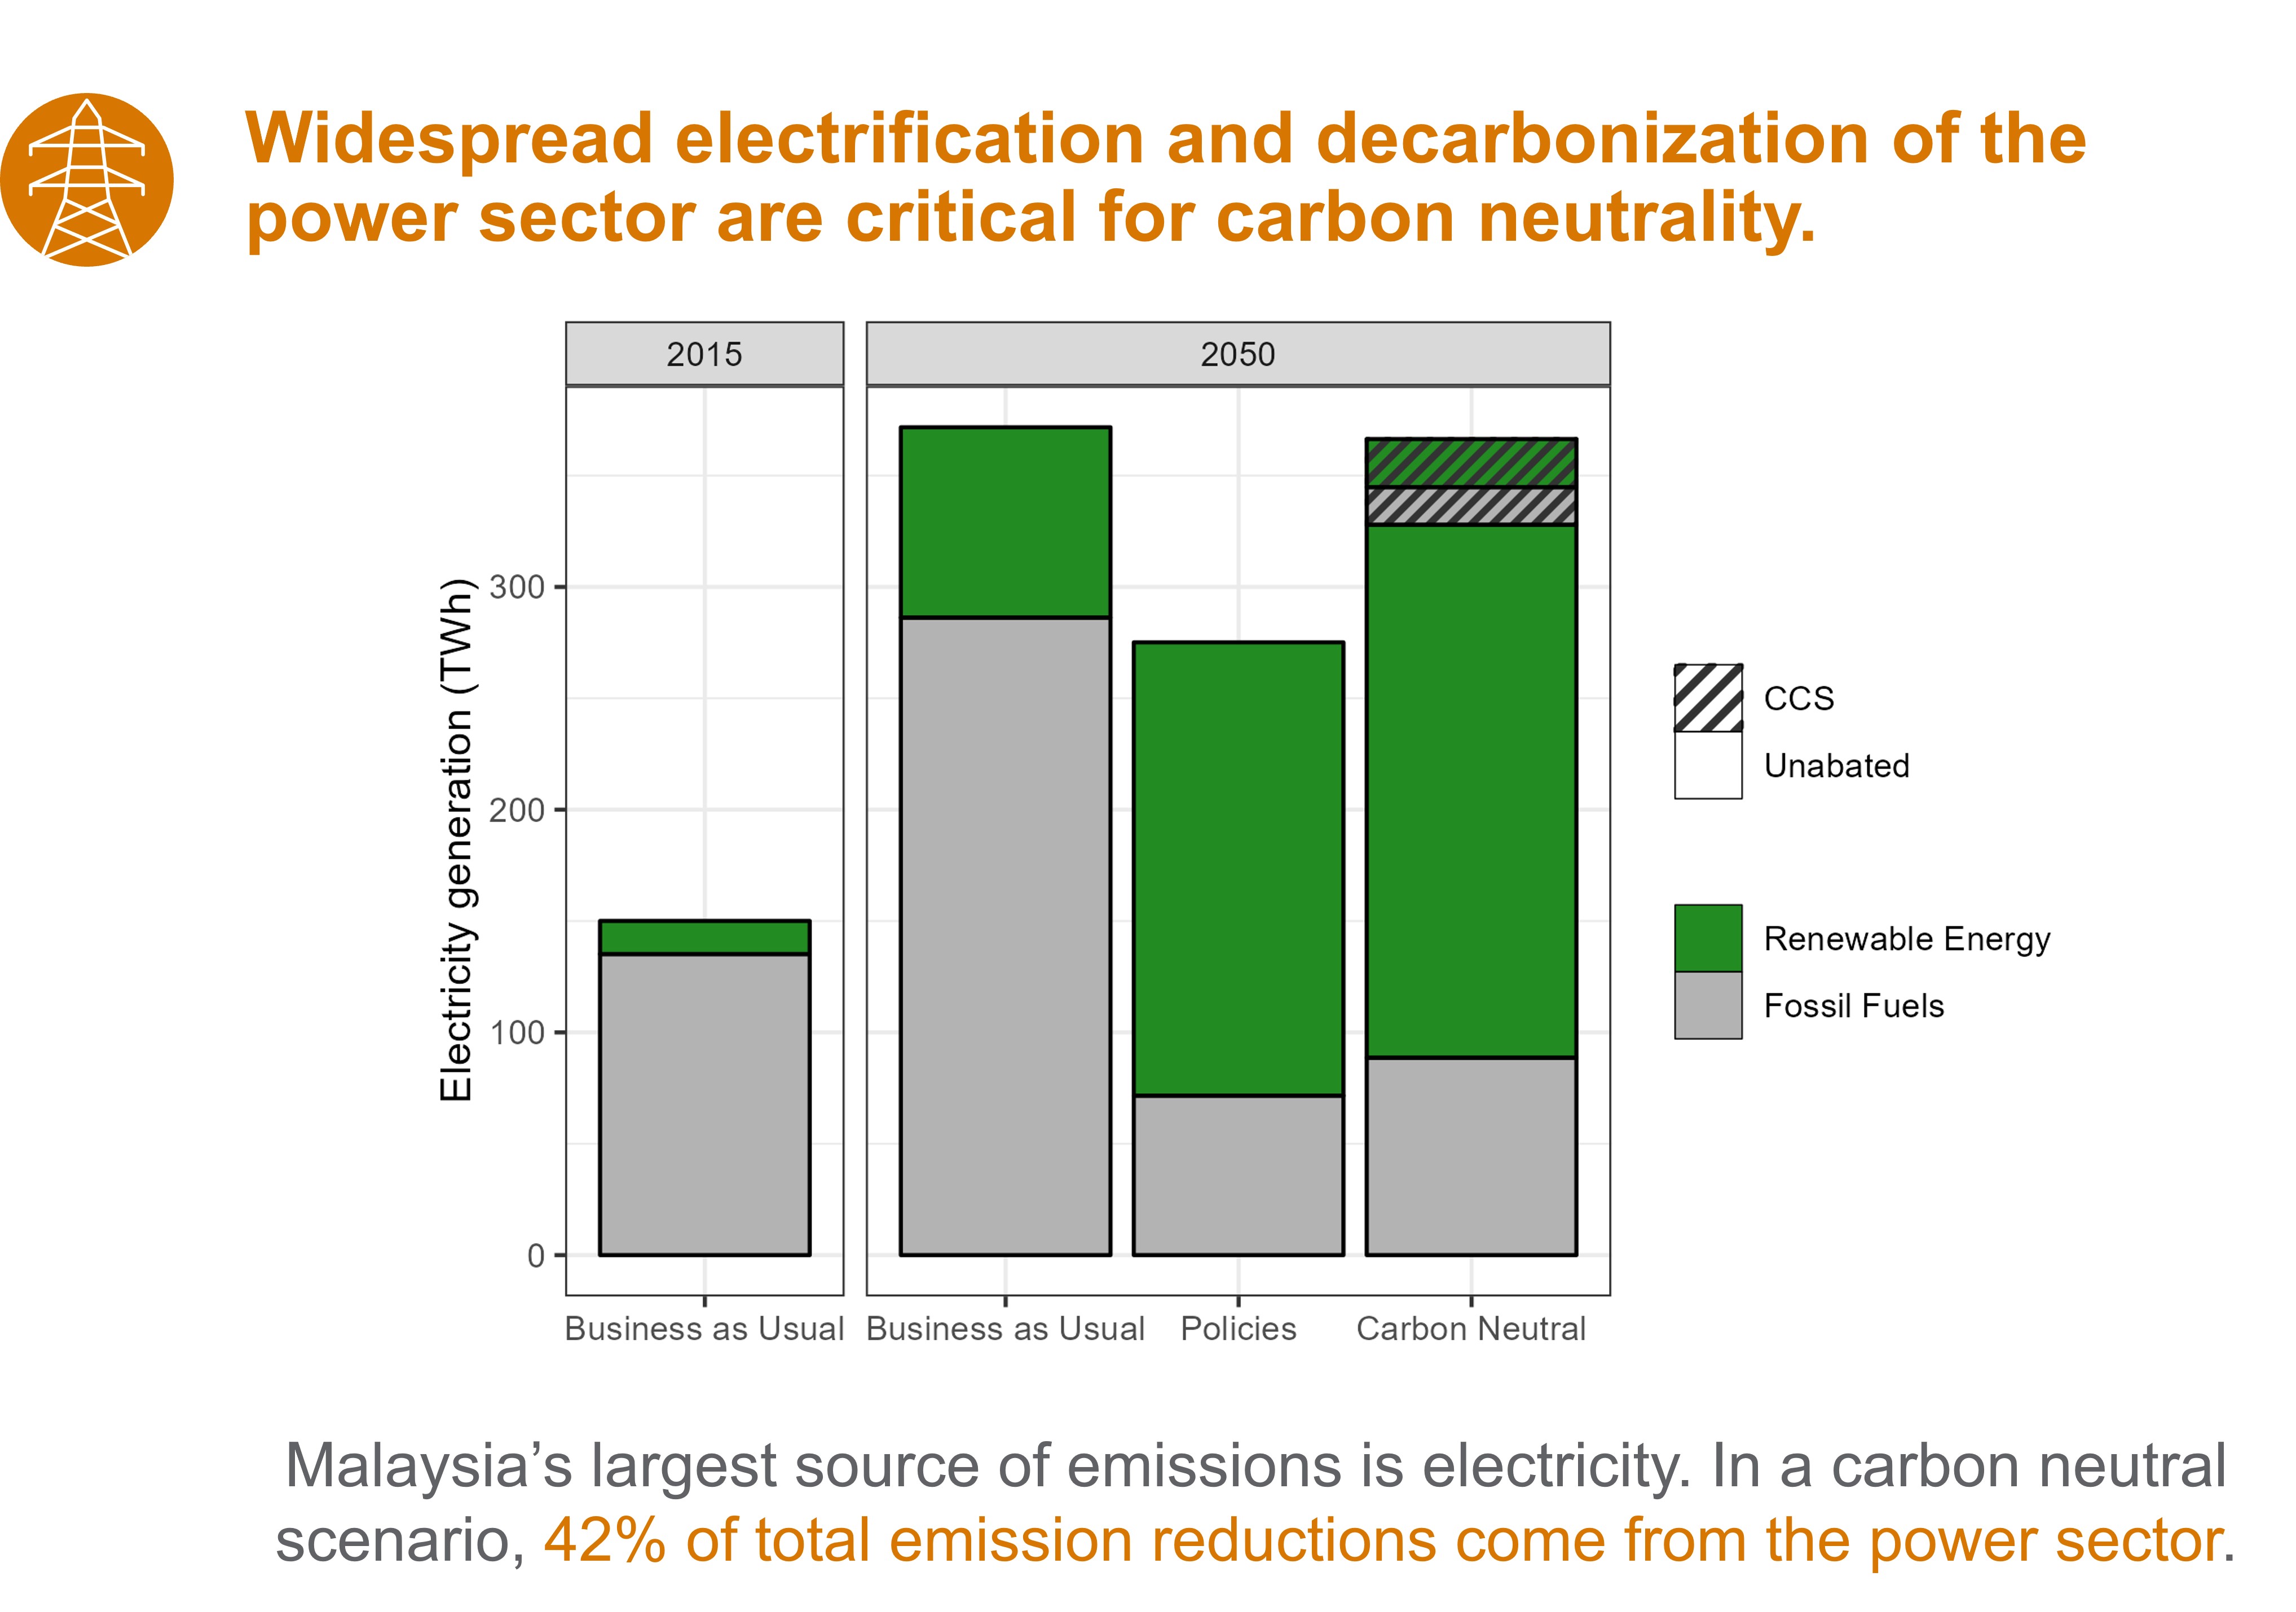 Widespread electrification and decarbonization of the
power sector are critical for carbon neutrality.
2015
2050
Electricity generation (TWh)
300
200
100
0
Business as Usual
Business as Usual
Policies
Carbon Neutral
CCS
Unabated
Renewable Energy
Fossil Fuels
Malaysia’s largest source of emissions is electricity. In a carbon neutral
scenario, 42% of total emission reductions come from the power sector.